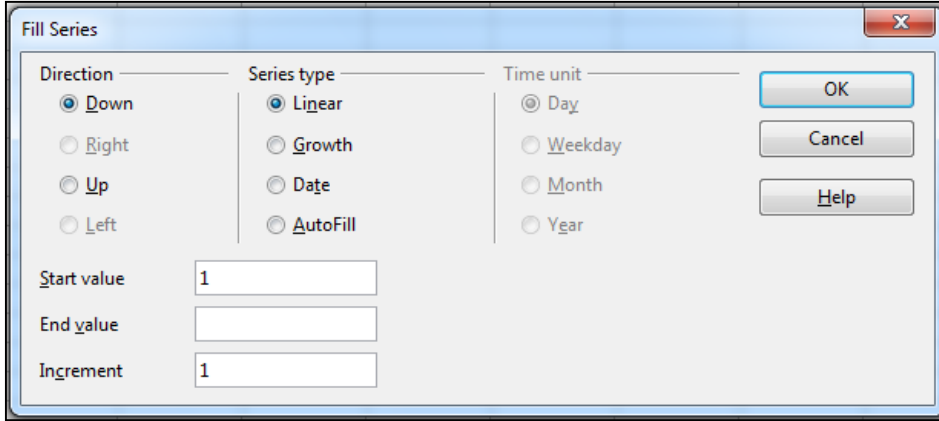 Fill Series
Direction Series type Time unit
Down Linear Day OK
Right Growth Weekday Cancel
Up Date Month Help
Left AutoFill Year
Start value 1
End value
Increment 1